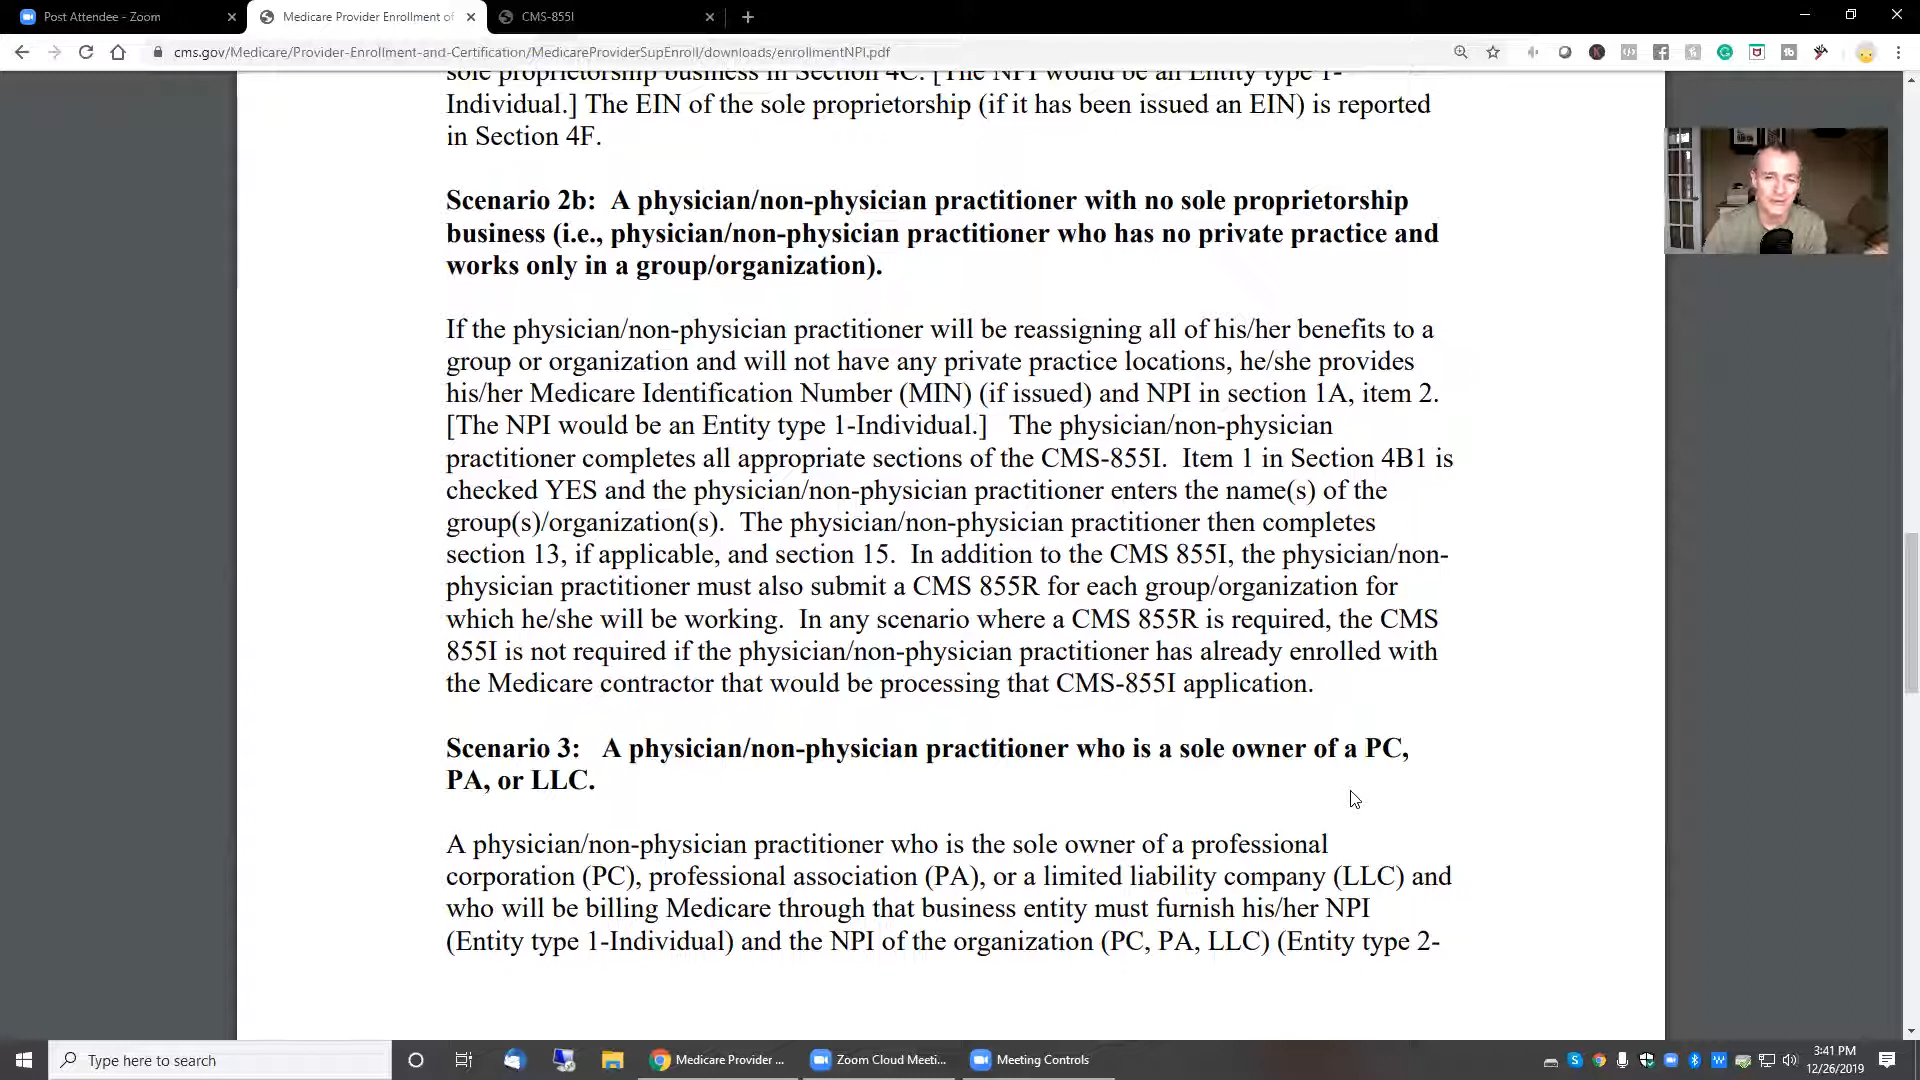 Post Attendee - Zoom
Medicare Provider Enrollment of
CMS-855I
cms.gov/Medicare/Provider-Enrollment-and-Certification/MedicareProviderSupEnroll/downloads/enrollmentNPI.pdf
sole proprietorship business in Section 4C. [The NPI would be an Entity type 1-
Individual.] The EIN of the sole proprietorship (if it has been issued an EIN) is reported
in Section 4F.
Scenario 2b: A physician/non-physician practitioner with no sole proprietorship
business (i.e., physician/non-physician practitioner who has no private practice and
works only in a group/organization).
If the physician/non-physician practitioner will be reassigning all of his/her benefits to a
group or organization and will not have any private practice locations, he/she provides
his/her Medicare Identification Number (MIN) (if issued) and NPI in section 1A, item 2.
[The NPI would be an Entity type 1-Individual.] The physician/non-physician
practitioner completes all appropriate sections of the CMS-855I. Item 1 in Section 4B1 is
checked YES and the physician/non-physician practitioner enters the name(s) of the
group(s)/organization(s). The physician/non-physician practitioner then completes
section 13, if applicable, and section 15. In addition to the CMS 855I, the physician/non-
physician practitioner must also submit a CMS 855R for each group/organization for
which he/she will be working. In any scenario where a CMS 855R is required, the CMS
855I is not required if the physician/non-physician practitioner has already enrolled with
the Medicare contractor that would be processing that CMS-855I application.
Scenario 3: A physician/non-physician practitioner who is a sole owner of a PC,
PA, or LLC.
A physician/non-physician practitioner who is the sole owner of a professional
corporation (PC), professional association (PA), or a limited liability company (LLC) and
who will be billing Medicare through that business entity must furnish his/her NPI
(Entity type 1-Individual) and the NPI of the organization (PC, PA, LLC) (Entity type 2-
Type here to search
Medicare Provider ...
Zoom Cloud Meeti...
Meeting Controls
3:41 PM
12/26/2019